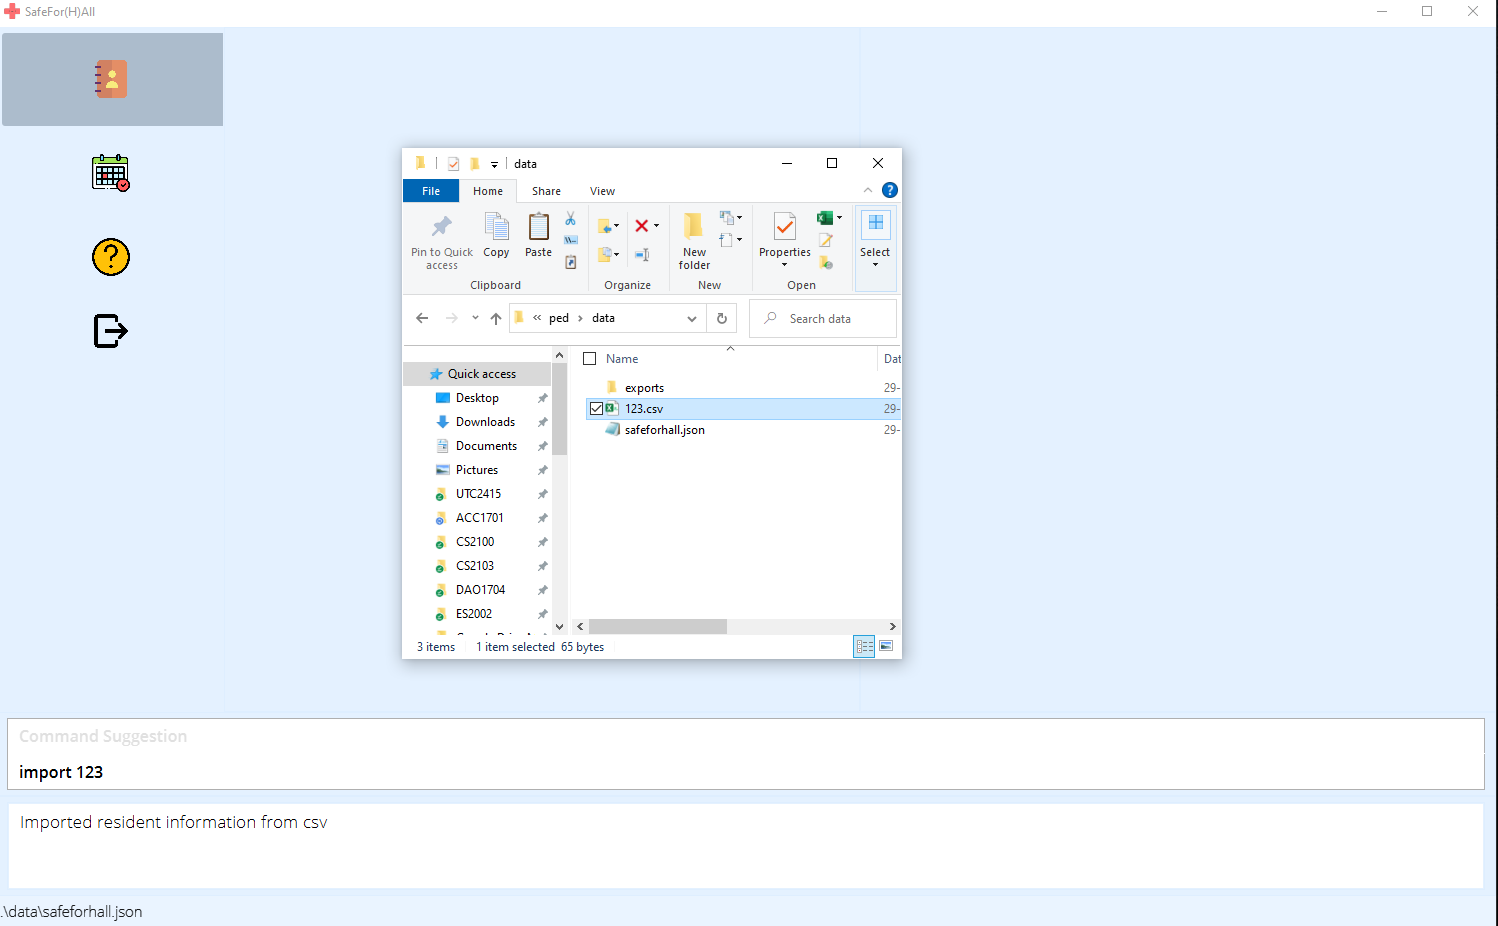 SafeFor(H)All
data
File Home Share View
Pin to Quick access
Copy
Paste
New folder
Properties
Select
Clipboard Organize New Open
« ped › data
Search data
Name
Quick access
Desktop
Downloads
Documents
Pictures
UTC2415
ACC1701
CS2100
CS2103
DAO1704
ES2002
exports 29-
123.csv 29-
safeforhall.json 29-
3 items 1 item selected 65 bytes
Command Suggestion
import 123
Imported resident information from csv
.\data\safeforhall.json